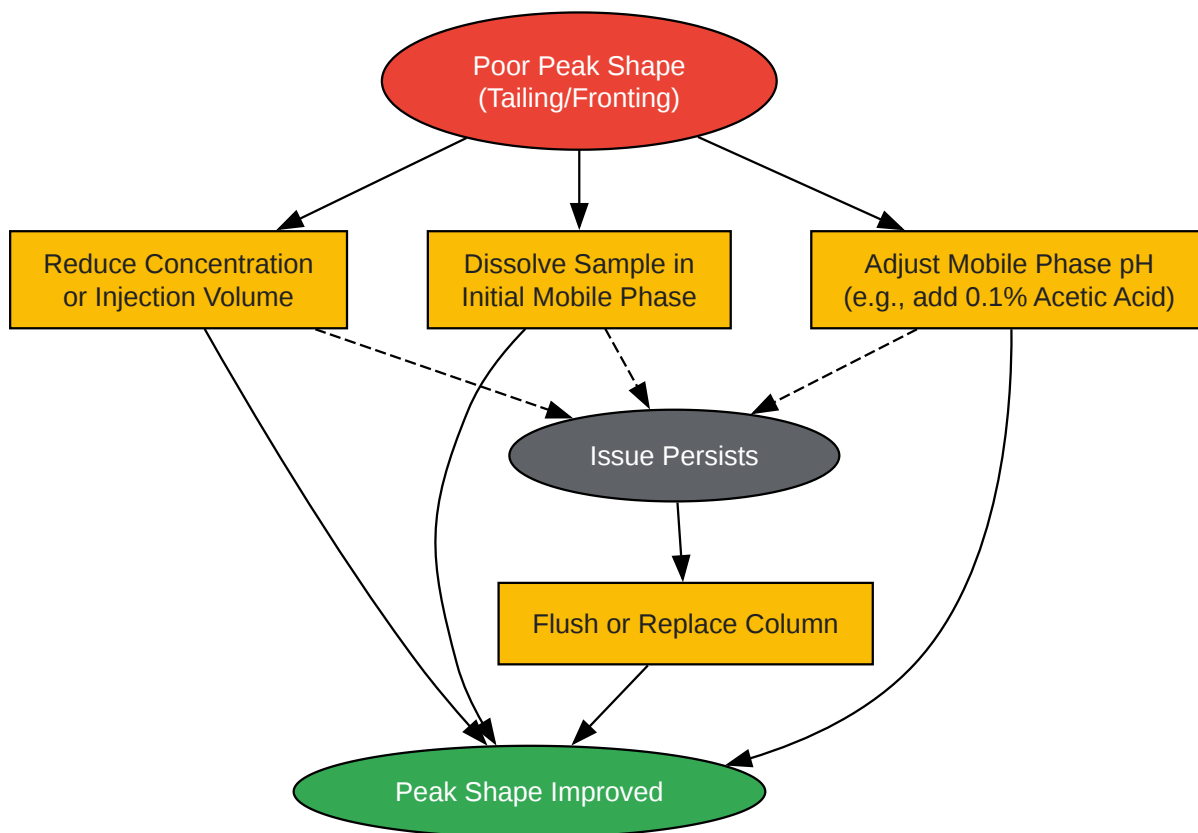 Poor Peak Shape
(Tailing/Fronting)
Reduce Concentration
or Injection Volume
Dissolve Sample in
Initial Mobile Phase
Adjust Mobile Phase pH
(e.g., add 0.1% Acetic Acid)
Issue Persists
Flush or Replace Column
Peak Shape Improved